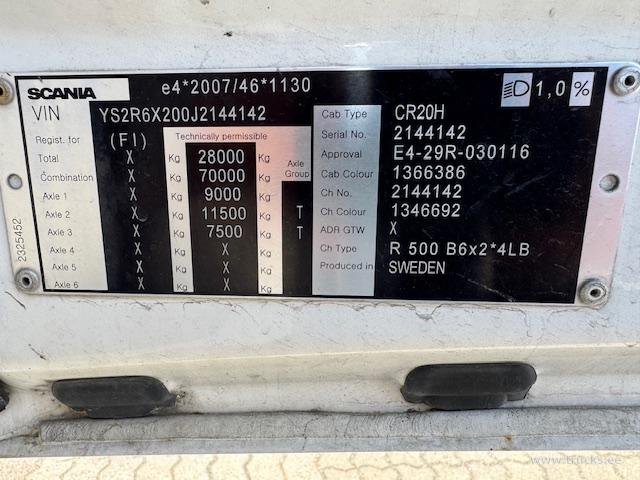 SCANIA e4*2007/46*1130 1,0 %
VIN YS2R6X200J2144142 Cab Type CR20H
Regist. for (FI) Technically permissible Serial No. 2144142
Total X Kg 28000 Kg Axle Group Approval E4-29R-030116
Combination X Kg 70000 Kg Cab Colour 1366386
Axle 1 X Kg 9000 Kg Ch No. 2144142
Axle 2 X Kg 11500 Kg T Ch Colour 1346692
Axle 3 X Kg 7500 Kg T ADR GTW X
Axle 4 X Kg X Kg Ch Type R 500 B6x2*4LB
Axle 5 X Kg X Kg Produced in SWEDEN
Axle 6 X Kg X Kg
2325452
www.trucks.ee